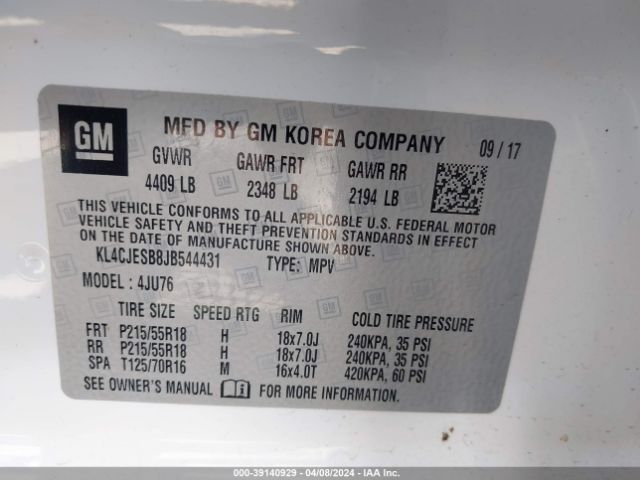 GM
MFD BY GM KOREA COMPANY 09 / 17
GVWR GAWR FRT GAWR RR
4409 LB 2348 LB 2194 LB
THIS VEHICLE CONFORMS TO ALL APPLICABLE U.S. FEDERAL MOTOR
VEHICLE SAFETY AND THEFT PREVENTION STANDARDS IN EFFECT
ON THE DATE OF MANUFACTURE SHOWN ABOVE.
KL4CJESB8JB544431 TYPE: MPV
MODEL: 4JU76
TIRE SIZE SPEED RTG RIM COLD TIRE PRESSURE
FRT P215/55R18 H 18x7.0J 240KPA, 35 PSI
RR P215/55R18 H 18x7.0J 240KPA, 35 PSI
SPA T125/70R16 M 16x4.0T 420KPA, 60 PSI
SEE OWNER'S MANUAL FOR MORE INFORMATION.
000-39140929 - 04/08/2024 - IAA Inc.